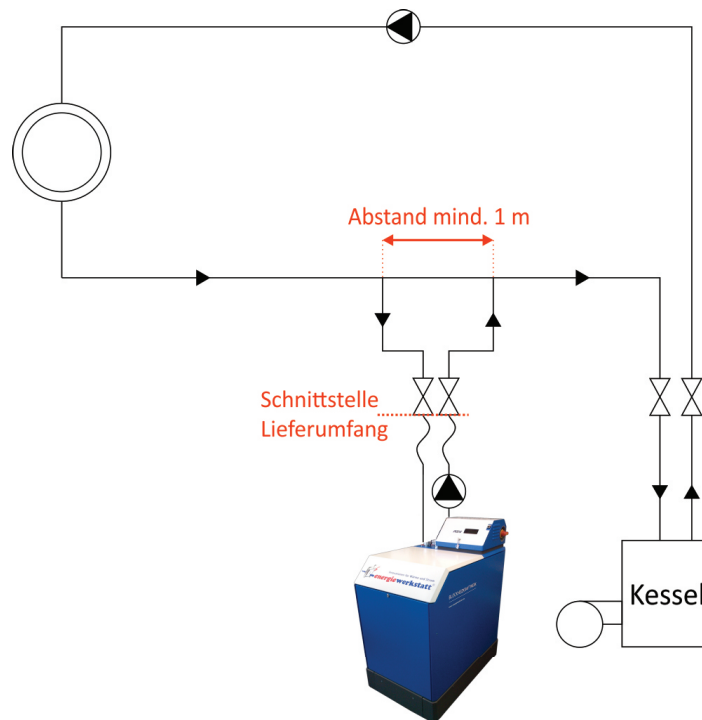 Abstand mind. 1 m
Schnittstelle
Lieferumfang
energiewerkstatt
Kessel